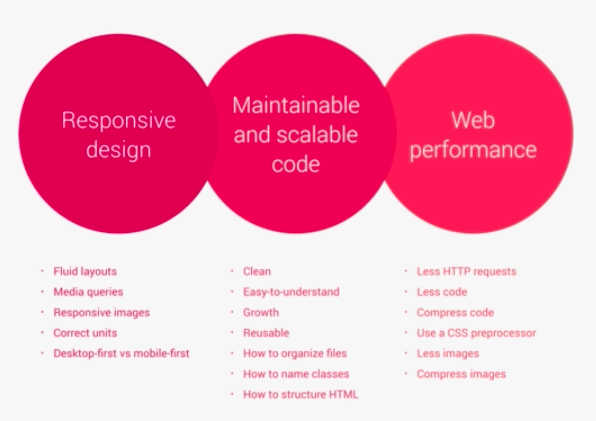 Responsive
design
Maintainable
and scalable
code
Web
performance
Fluid layouts
Media queries
Responsive images
Correct units
Desktop-first vs mobile-first
Clean
Easy-to-understand
Growth
Reusable
How to organize files
How to name classes
How to structure HTML
Less HTTP requests
Less code
Compress code
Use a CSS preprocessor
Less images
Compress images